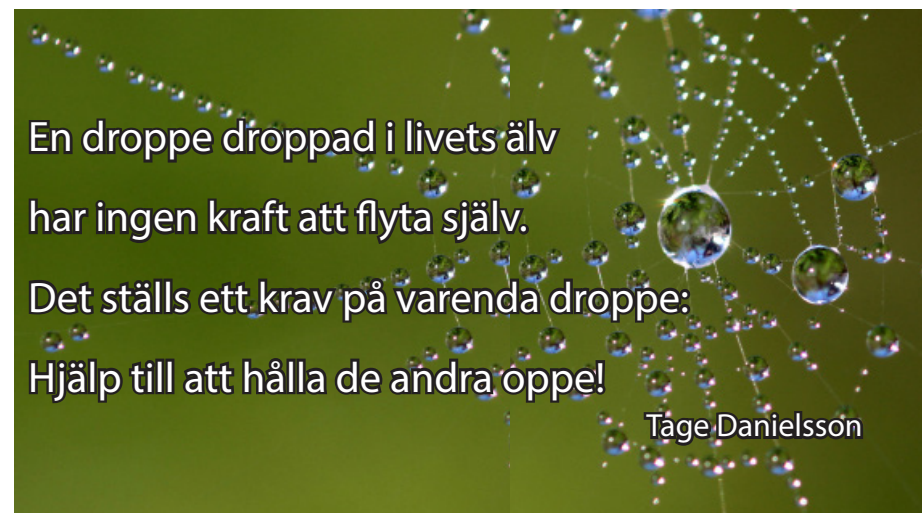 En droppe droppad i livets älv
har ingen kraft att flyta själv.
Det ställs ett krav på varenda droppe:
Hjälp till att hålla de andra oppe!
Tage Danielsson